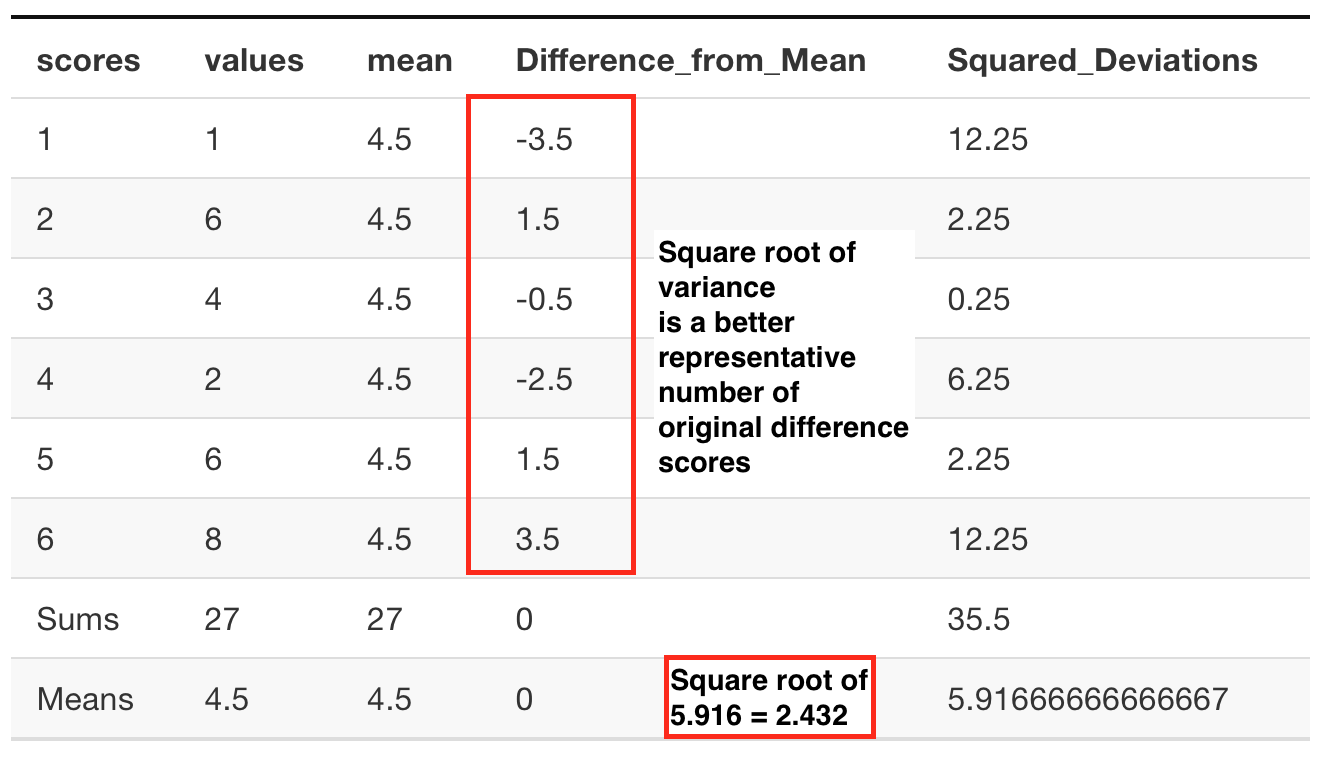 scores values mean Difference_from_Mean Squared_Deviations
1 1 4.5 -3.5 12.25
2 6 4.5 1.5 2.25
3 4 4.5 -0.5 0.25
4 2 4.5 -2.5 6.25
5 6 4.5 1.5 2.25
6 8 4.5 3.5 12.25
Sums 27 27 0 35.5
Means 4.5 4.5 0 5.91666666666667
Square root of
variance
is a better
representative
number of
original difference
scores
Square root of
5.916 = 2.432